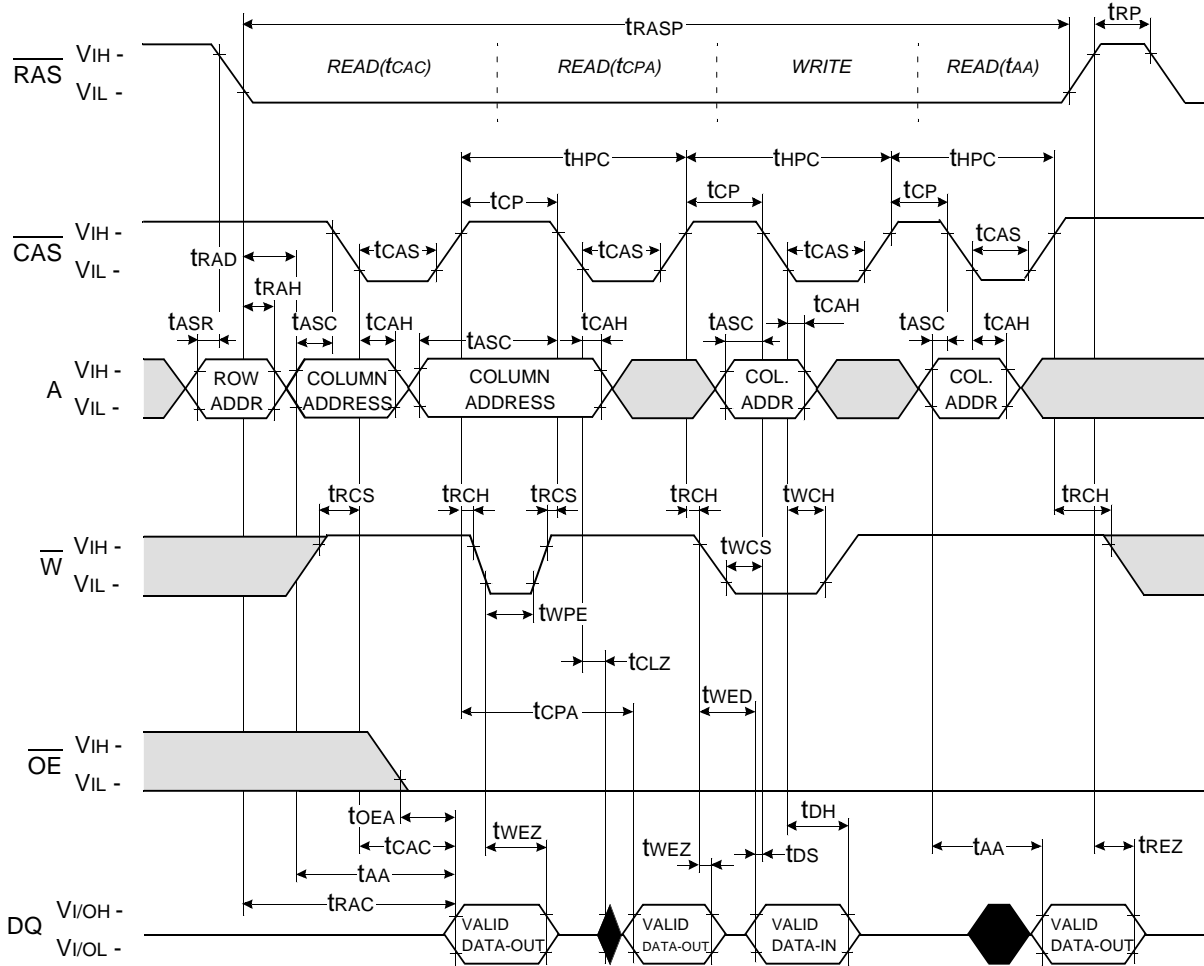 tRASP
tRP
RAS
VIH -
VIL -
READ(tCAC)
READ(tCPA)
WRITE
READ(tAA)
tHPC
tHPC
tHPC
tCP
tCP
tCP
CAS
VIH -
VIL -
tCAS
tCAS
tCAS
tCAS
tRAD
tRAH
tASR
tASC
tCAH
tASC
tCAH
tASC
tCAH
tASC
tCAH
A
VIH -
VIL -
ROW
ADDR
COLUMN
ADDRESS
COLUMN
ADDRESS
COL.
ADDR
COL.
ADDR
tRCS
tRCH
tRCS
tRCH
tWCH
tRCH
W
VIH -
VIL -
tWCS
tWPE
tCLZ
tCPA
tWED
OE
VIH -
VIL -
tOEA
tCAC
tAA
tRAC
tWEZ
tWEZ
tDH
tDS
tAA
tREZ
DQ
VI/OH -
VI/OL -
VALID
DATA-OUT
VALID
DATA-OUT
VALID
DATA-IN
VALID
DATA-OUT